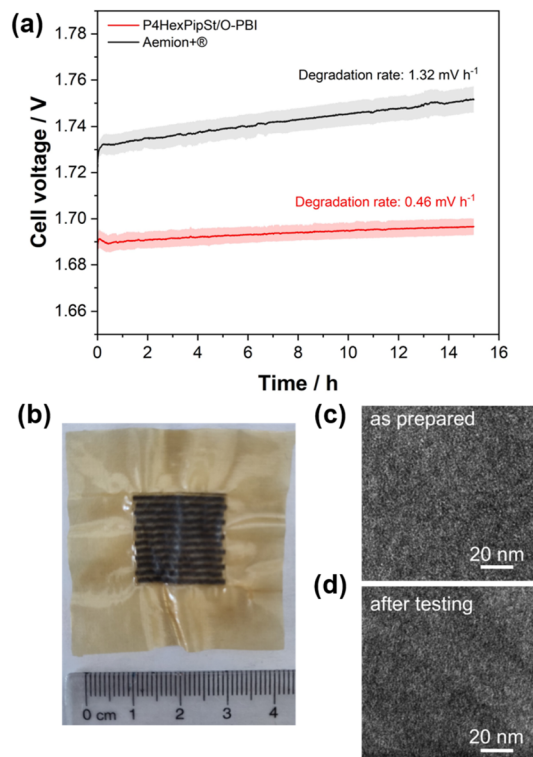 (a)
P4HexPipSt/O-PBI
Aemion+®
Degradation rate: 1.32 mV h⁻¹
Degradation rate: 0.46 mV h⁻¹
Cell voltage / V
1.78
1.76
1.74
1.72
1.70
1.68
1.66
0 2 4 6 8 10 12 14 16
Time / h
(b)
0 cm 1 2 3 4
(c)
as prepared
20 nm
(d)
after testing
20 nm